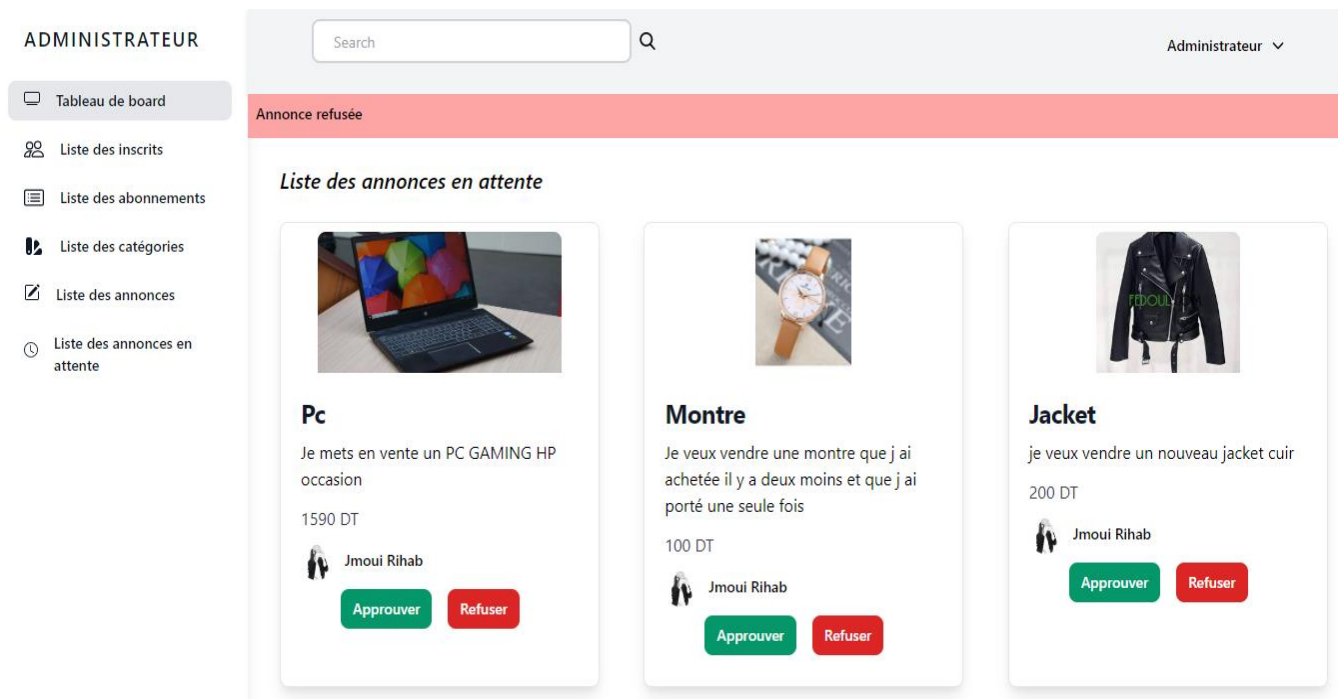 ADMINISTRATEUR
Search
Administrateur
Tableau de board
Liste des inscrits
Liste des abonnements
Liste des catégories
Liste des annonces
Liste des annonces en
attente
Annonce refusée
Liste des annonces en attente
Pc
Je mets en vente un PC GAMING HP
occasion
1590 DT
Jmoui Rihab
Approuver Refuser
Montre
Je veux vendre une montre que j ai
achetée il y a deux moins et que j ai
porté une seule fois
100 DT
Jmoui Rihab
Approuver Refuser
FEDOUL
Jacket
je veux vendre un nouveau jacket cuir
200 DT
Jmoui Rihab
Approuver Refuser